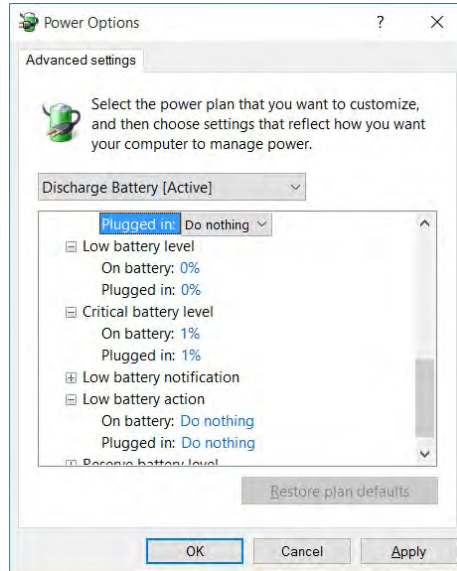 Power Options
?
Advanced settings
Select the power plan that you want to customize,
and then choose settings that reflect how you want
your computer to manage power.
Discharge Battery [Active]
Plugged in: Do nothing
Low battery level
On battery: 0%
Plugged in: 0%
Critical battery level
On battery: 1%
Plugged in: 1%
Low battery notification
Low battery action
On battery: Do nothing
Plugged in: Do nothing
Reserve battery level
Restore plan defaults
OK Cancel Apply